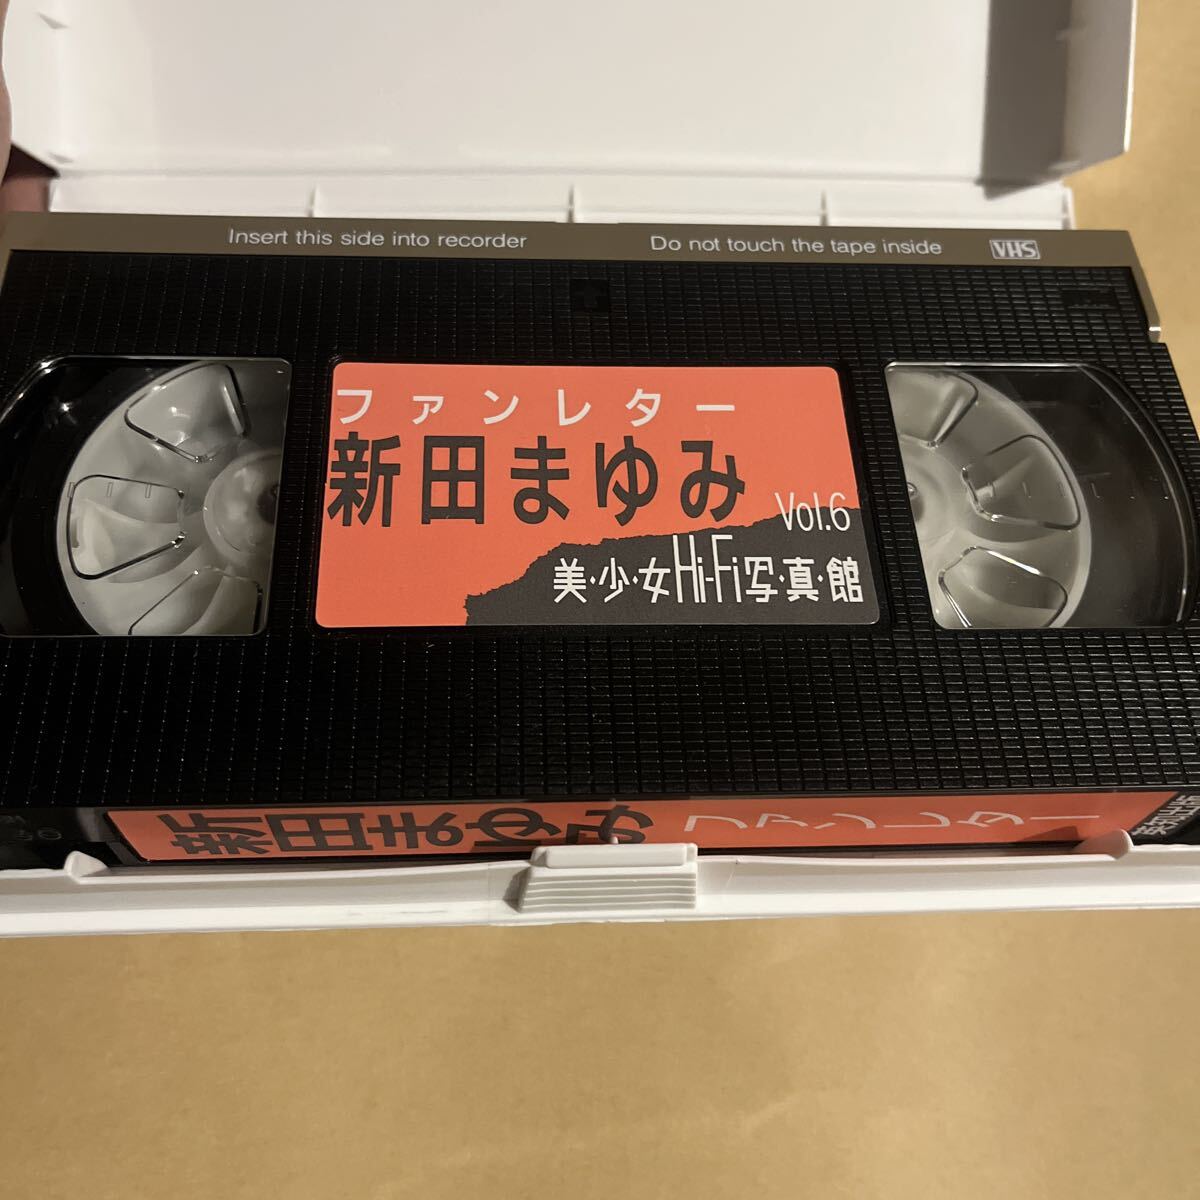 Insert this side into recorder
Do not touch the tape inside
VHS
ファンレター
新田まゆみ
Vol.6
美・少・女Hi-Fi写・真・館
新田まゆみ ファンレター